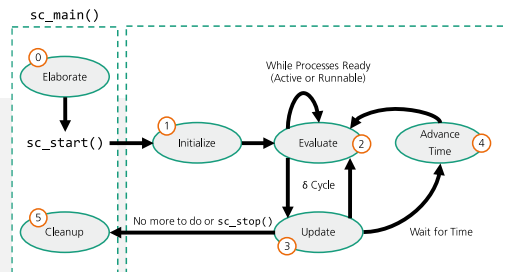 sc_main()
0
Elaborate
While Processes Ready
(Active or Runnable)
sc_start()
1
Initialize
Evaluate
2
Advance
Time
4
δ Cycle
5
Cleanup
No more to do or sc_stop()
Update
3
Wait for Time